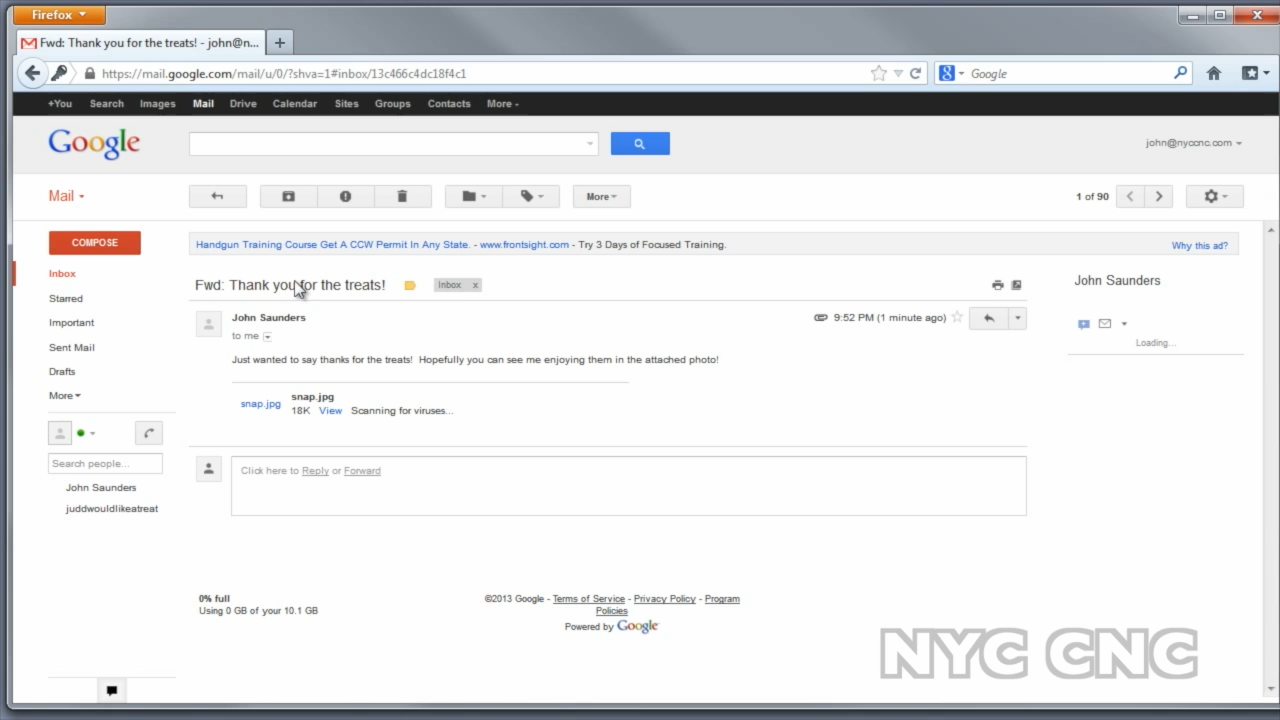 Firefox
Fwd: Thank you for the treats! - john@n...
https://mail.google.com/mail/u/0/?shva=1#inbox/13c466c4dc18f4c1
Google
+You Search Images Mail Drive Calendar Sites Groups Contacts More
Google
john@nyccnc.com
Mail
More
1 of 90
COMPOSE
Handgun Training Course Get A CCW Permit In Any State. - www.frontsight.com - Try 3 Days of Focused Training.
Why this ad?
Inbox
Starred
Important
Sent Mail
Drafts
More
Search people...
John Saunders
juddwouldlikeatreat
Fwd: Thank you for the treats!
Inbox x
John Saunders
9:52 PM (1 minute ago)
to me
Just wanted to say thanks for the treats! Hopefully you can see me enjoying them in the attached photo!
snap.jpg
snap.jpg
18K View Scanning for viruses...
Click here to Reply or Forward
John Saunders
Loading...
0% full
Using 0 GB of your 10.1 GB
©2013 Google - Terms of Service - Privacy Policy - Program
Policies
Powered by Google
NYC CNC